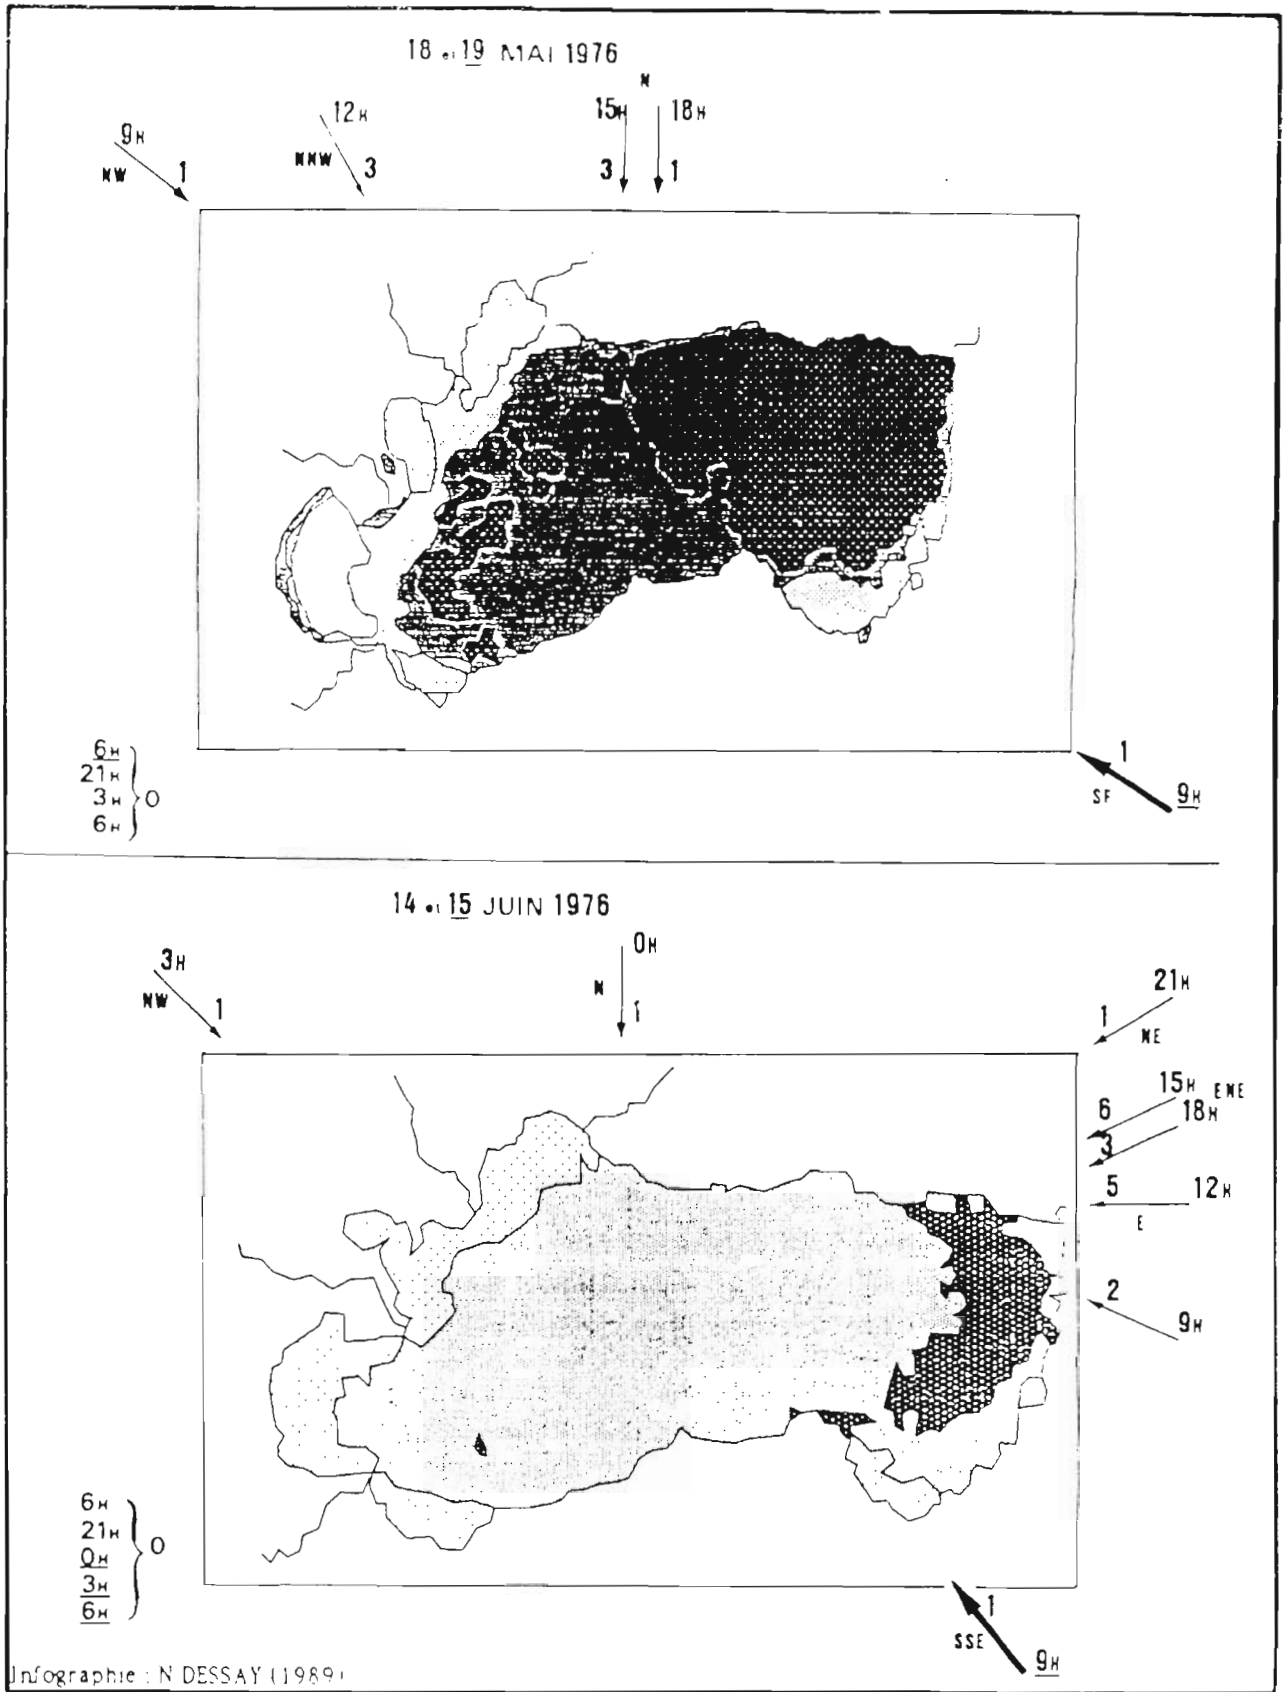 18 et 19 MAI 1976
N
12H
15H
18H
9H
NW
1
NNW
3
3
1
6H
21H
3H
6H
0
1
SE
9H
14 et 15 JUIN 1976
0H
3H
N
NW
1
1
21H
1
NE
15H
ENE
6
18H
3
5
12H
E
2
9H
6H
21H
0H
3H
6H
0
1
SSE
9H
Infographie : N DESSAY (1989)